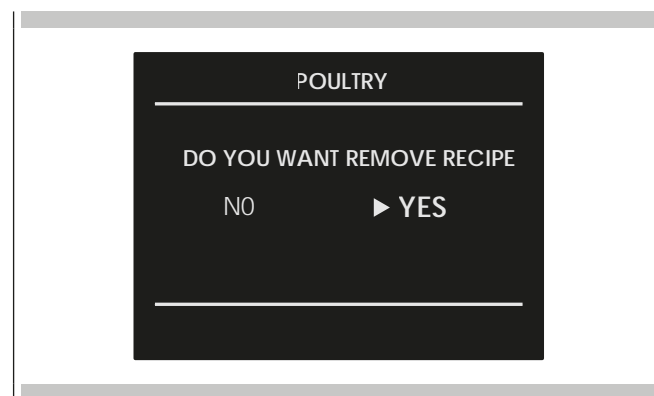 POULTRY
DO YOU WANT REMOVE RECIPE
N0 ▶ YES